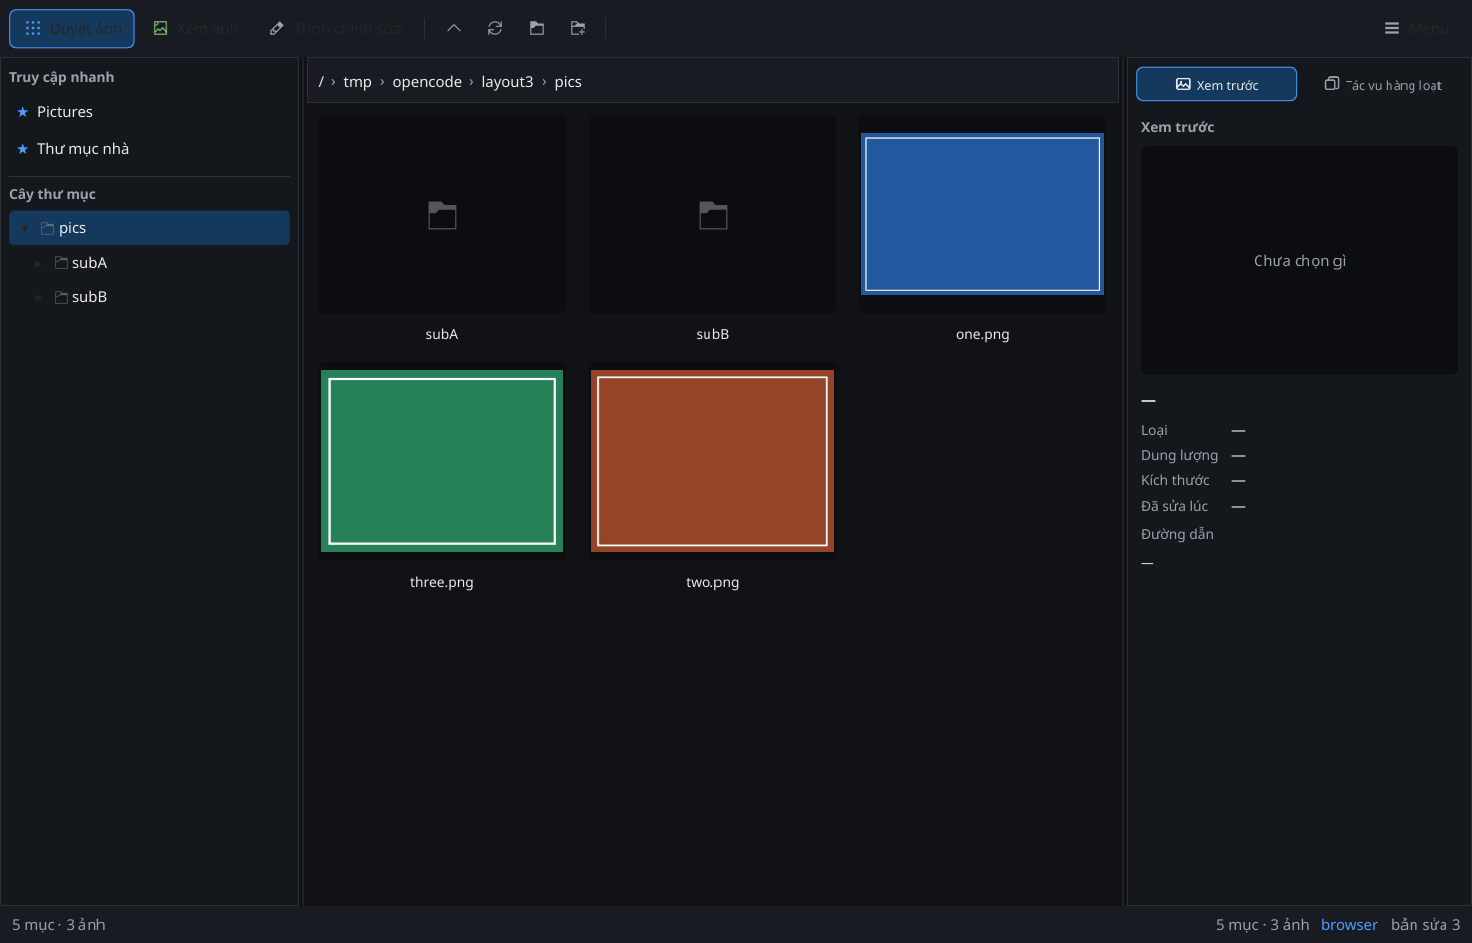 Duyệt ảnh Xem ảnh Trình chỉnh sửa Menu
Truy cập nhanh
Pictures
Thư mục nhà
Cây thư mục
pics
subA
subB
/ › tmp › opencode › layout3 › pics
subA subB one.png
three.png two.png
Xem trước Tác vụ hàng loạt
Xem trước
Chưa chọn gì
—
Loại —
Dung lượng —
Kích thước —
Đã sửa lúc —
Đường dẫn
—
5 mục · 3 ảnh
5 mục · 3 ảnh browser bản sửa 3